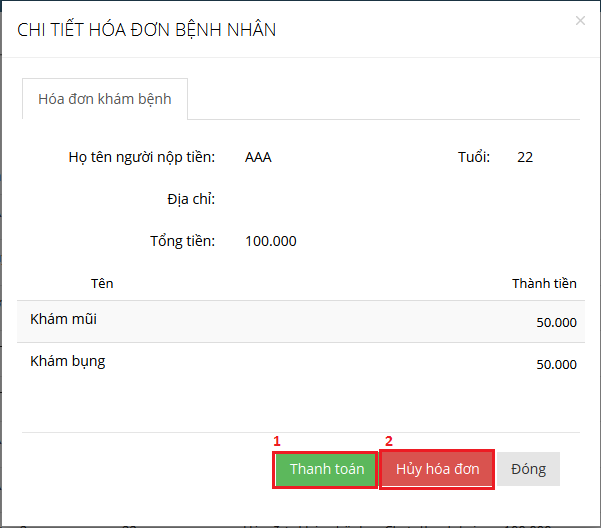 CHI TIẾT HÓA ĐƠN BỆNH NHÂN ×
Hóa đơn khám bệnh
Họ tên người nộp tiền: AAA Tuổi: 22
Địa chỉ:
Tổng tiền: 100.000
Tên Thành tiền
Khám mũi 50.000
Khám bụng 50.000
1 2
Thanh toán Hủy hóa đơn Đóng